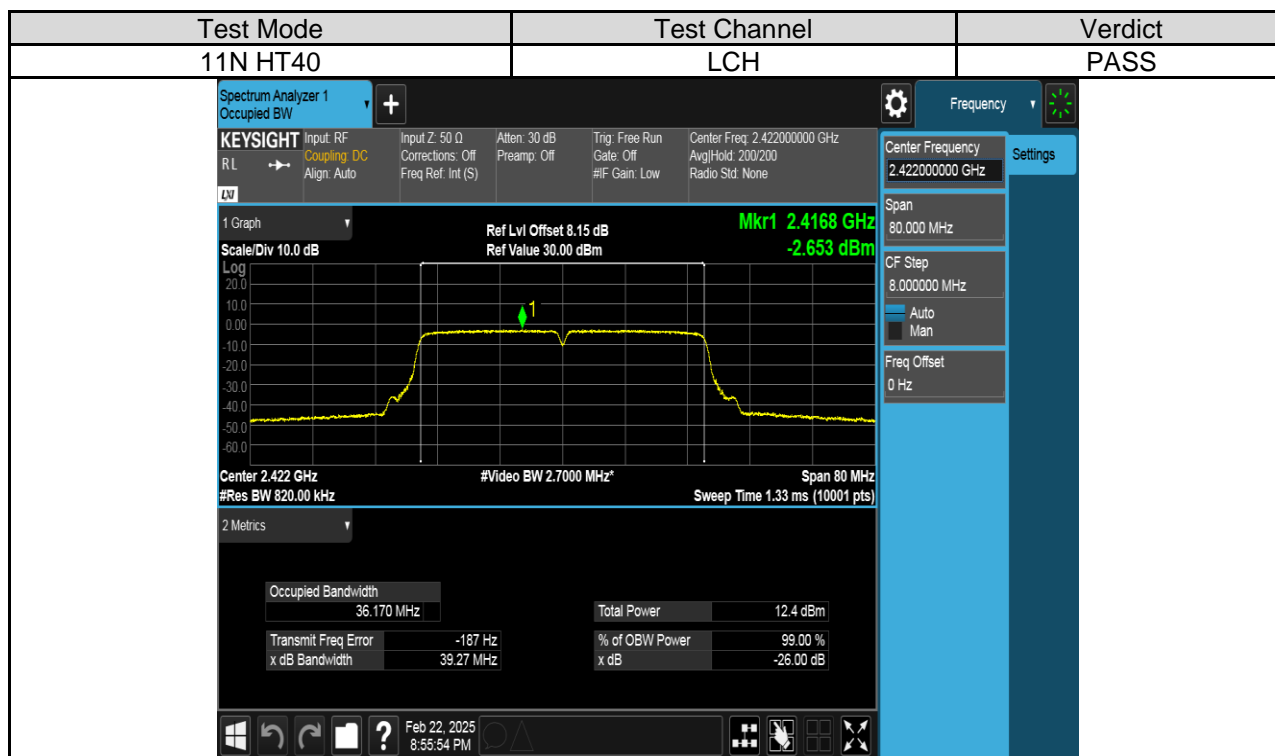 Test Mode Test Channel Verdict
11N HT40 LCH PASS
Spectrum Analyzer 1
Occupied BW
+
Frequency
KEYSIGHT Input: RF Input Z: 50 Ω Atten: 30 dB Trig: Free Run Center Freq: 2.422000000 GHz
RL Coupling: DC Corrections: Off Preamp: Off Gate: Off Avg|Hold: 200/200
Align: Auto Freq Ref: Int (S) #IF Gain: Low Radio Std: None
LXI
Center Frequency
2.422000000 GHz
Settings
Span
80.000 MHz
CF Step
8.000000 MHz
Auto
Man
Freq Offset
0 Hz
1 Graph Ref Lvl Offset 8.15 dB Mkr1 2.4168 GHz
Scale/Div 10.0 dB Ref Value 30.00 dBm -2.653 dBm
Log
20.0
10.0
1
0.00
-10.0
-20.0
-30.0
-40.0
-50.0
-60.0
Center 2.422 GHz #Video BW 2.7000 MHz* Span 80 MHz
#Res BW 820.00 kHz Sweep Time 1.33 ms (10001 pts)
2 Metrics
Occupied Bandwidth
36.170 MHz Total Power 12.4 dBm
Transmit Freq Error -187 Hz % of OBW Power 99.00 %
x dB Bandwidth 39.27 MHz x dB -26.00 dB
? Feb 22, 2025
8:55:54 PM